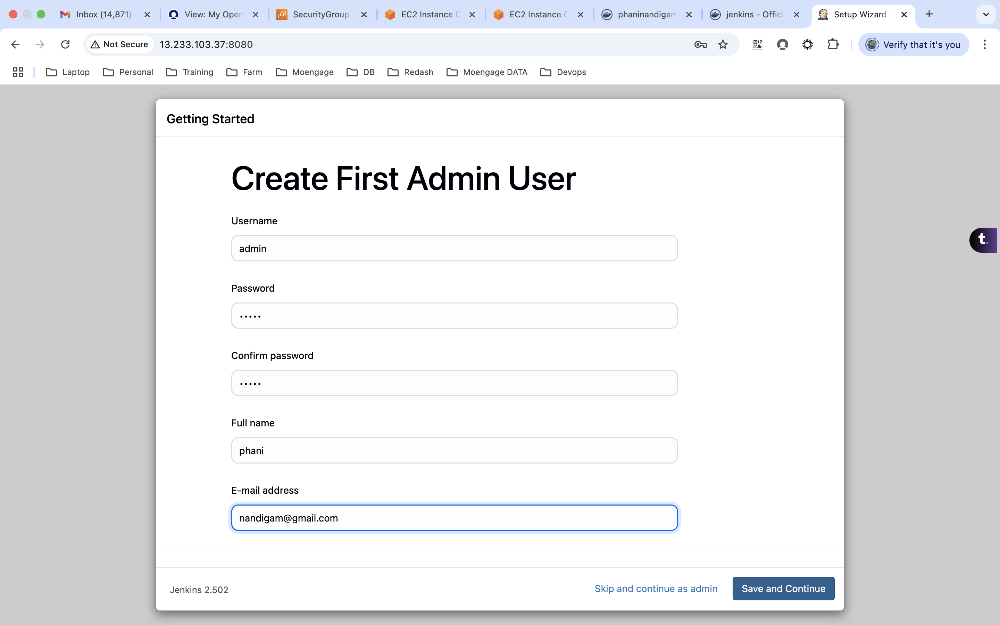 Inbox (14,871)
View: My Open
SecurityGroup
EC2 Instance C
EC2 Instance C
phaninandigam
jenkins - Offici
Setup Wizard -
Not Secure
13.233.103.37:8080
Verify that it's you
Laptop
Personal
Training
Farm
Moengage
DB
Redash
Moengage DATA
Devops
Getting Started
Create First Admin User
Username
admin
Password
•••••
Confirm password
•••••
Full name
phani
E-mail address
nandigam@gmail.com
t.
Jenkins 2.502
Skip and continue as admin
Save and Continue